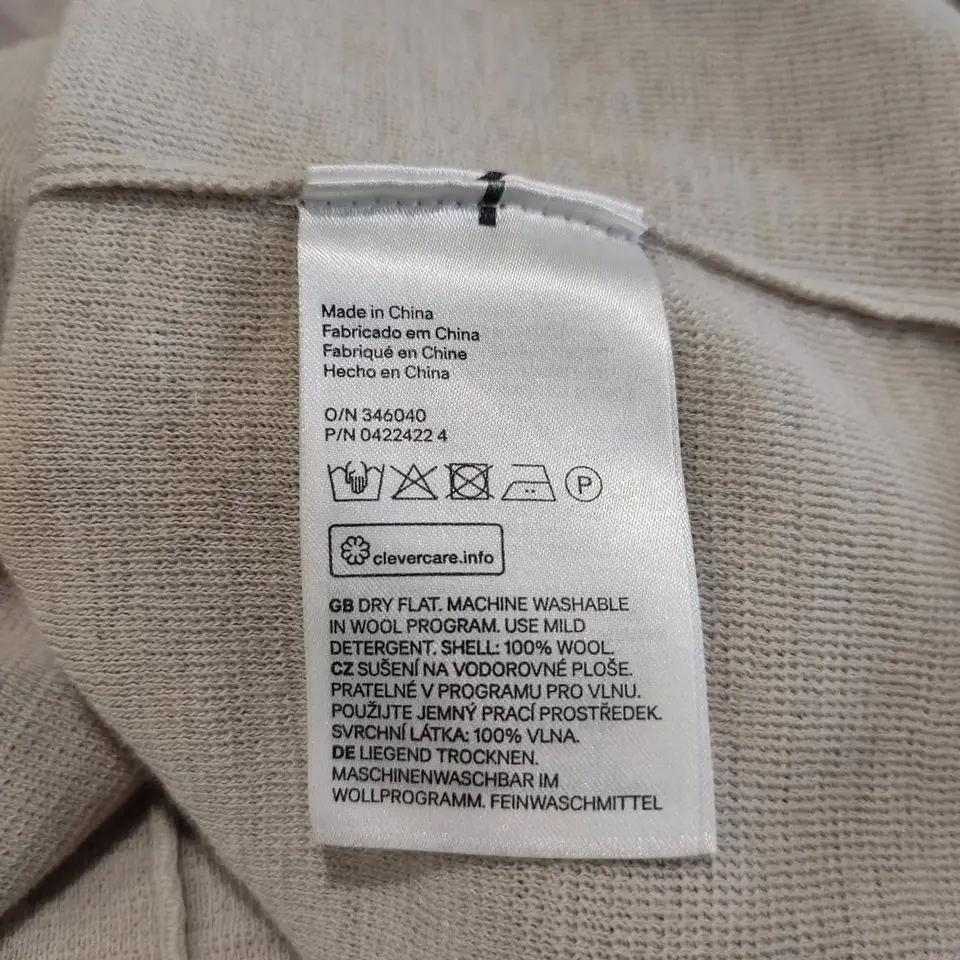 Made in China
Fabricado em China
Fabriqué en Chine
Hecho en China
O/N 346040
P/N 0422422 4
P
clevercare.info
GB DRY FLAT. MACHINE WASHABLE
IN WOOL PROGRAM. USE MILD
DETERGENT. SHELL: 100% WOOL.
CZ SUŠENÍ NA VODOROVNÉ PLOŠE.
PRATELNÉ V PROGRAMU PRO VLNU.
POUŽIJTE JEMNÝ PRACÍ PROSTŘEDEK.
SVRCHNÍ LÁTKA: 100% VLNA.
DE LIEGEND TROCKNEN.
MASCHINENWASCHBAR IM
WOLLPROGRAMM. FEINWASCHMITTEL